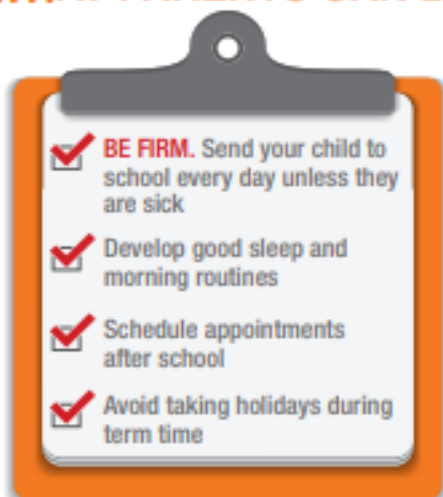 BE FIRM. Send your child to
school every day unless they
are sick
Develop good sleep and
morning routines
Schedule appointments
after school
Avoid taking holidays during
term time